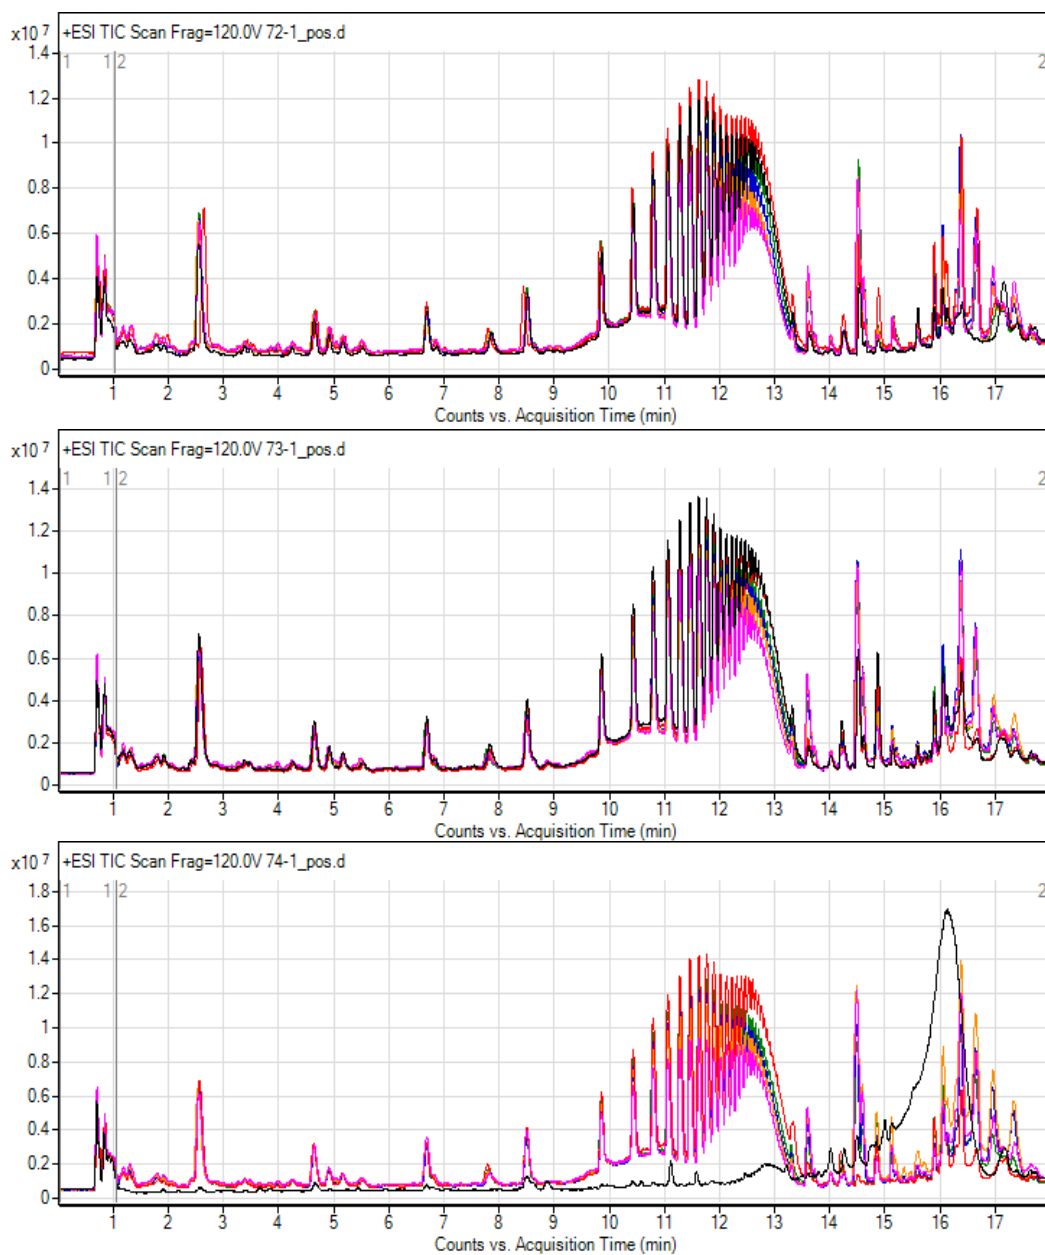 +ESI TIC Scan Frag=120.0V 72-1_pos.d
x10 7
1 1 2 2
1.4
1.2
1
0.8
0.6
0.4
0.2
0
1 2 3 4 5 6 7 8 9 10 11 12 13 14 15 16 17
Counts vs. Acquisition Time (min)
+ESI TIC Scan Frag=120.0V 73-1_pos.d
x10 7
1 1 2 2
1.4
1.2
1
0.8
0.6
0.4
0.2
0
1 2 3 4 5 6 7 8 9 10 11 12 13 14 15 16 17
Counts vs. Acquisition Time (min)
+ESI TIC Scan Frag=120.0V 74-1_pos.d
x10 7
1 1 2 2
1.8
1.6
1.4
1.2
1
0.8
0.6
0.4
0.2
0
1 2 3 4 5 6 7 8 9 10 11 12 13 14 15 16 17
Counts vs. Acquisition Time (min)